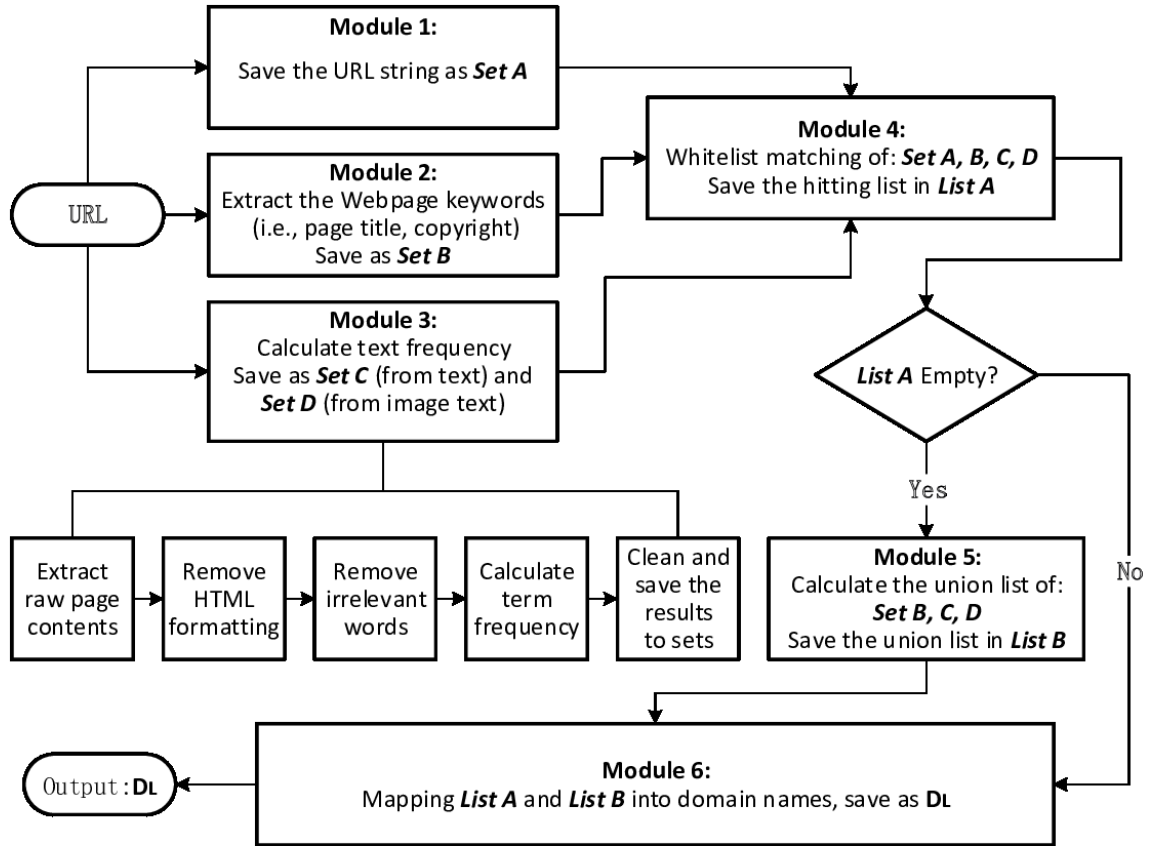 Module 1:
Save the URL string as Set A
Module 2:
Extract the Webpage keywords
(i.e., page title, copyright)
Save as Set B
URL
Module 3:
Calculate text frequency
Save as Set C (from text) and
Set D (from image text)
Module 4:
Whitelist matching of: Set A, B, C, D
Save the hitting list in List A
List A Empty?
Yes
No
Extract
raw page
contents
Remove
HTML
formatting
Remove
irrelevant
words
Calculate
term
frequency
Clean and
save the
results
to sets
Module 5:
Calculate the union list of:
Set B, C, D
Save the union list in List B
Module 6:
Mapping List A and List B into domain names, save as DL
Output: DL